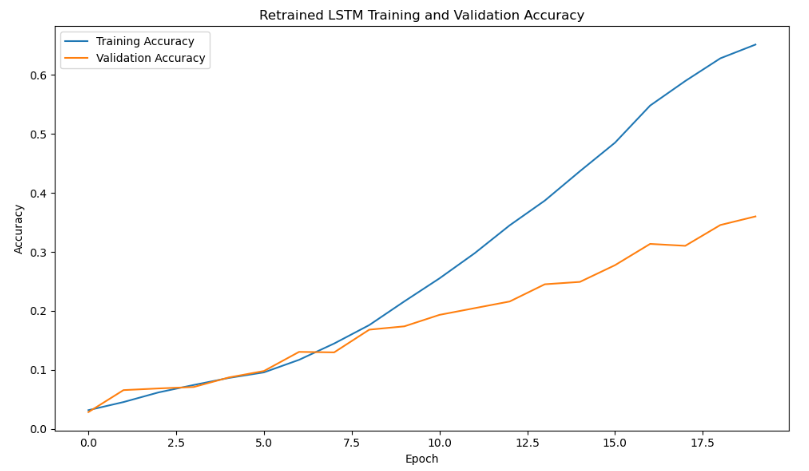 Retrained LSTM Training and Validation Accuracy
Training Accuracy
Validation Accuracy
Accuracy
0.6
0.5
0.4
0.3
0.2
0.1
0.0
0.0 2.5 5.0 7.5 10.0 12.5 15.0 17.5
Epoch